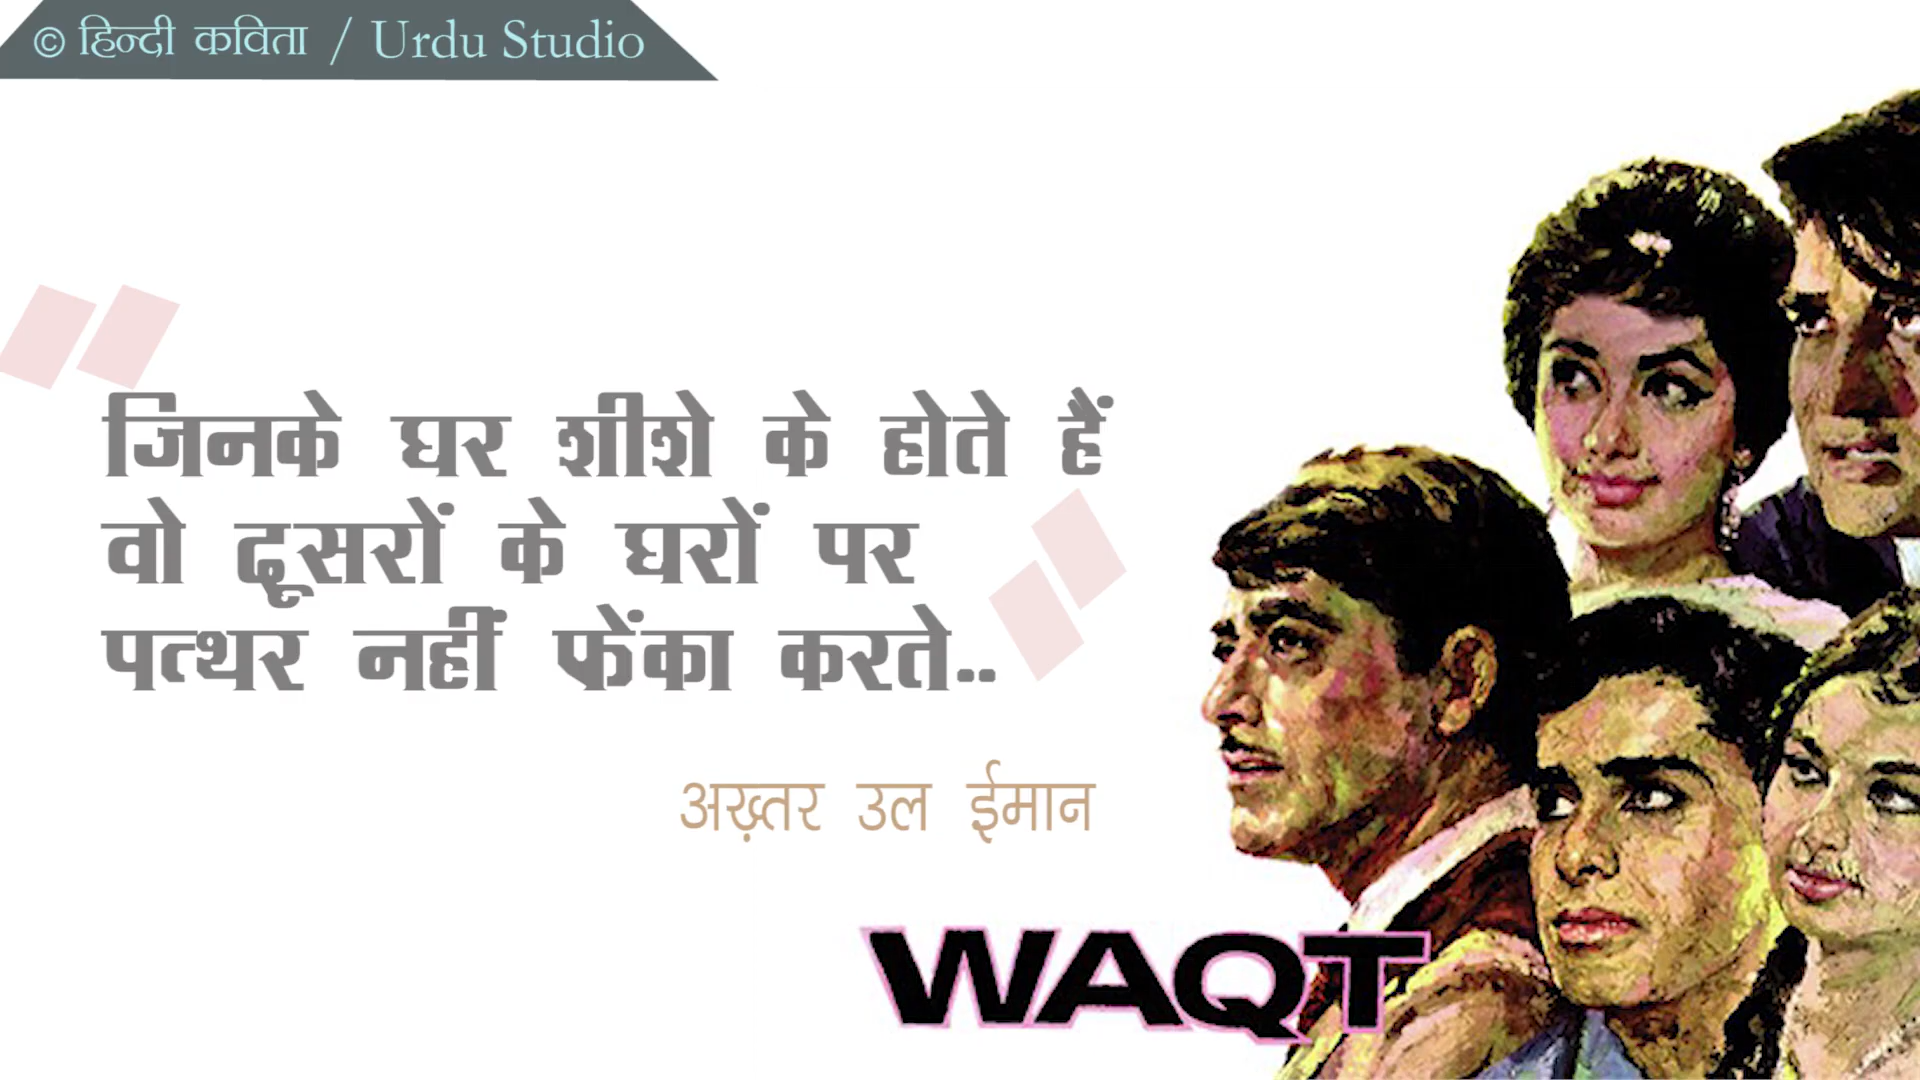 © हिन्दी कविता / Urdu Studio
जिनके घर शीशे के होते हैं
वो दूसरों के घरों पर
पत्थर नहीं फेंका करते..
अख़्तर उल ईमान
WAQT